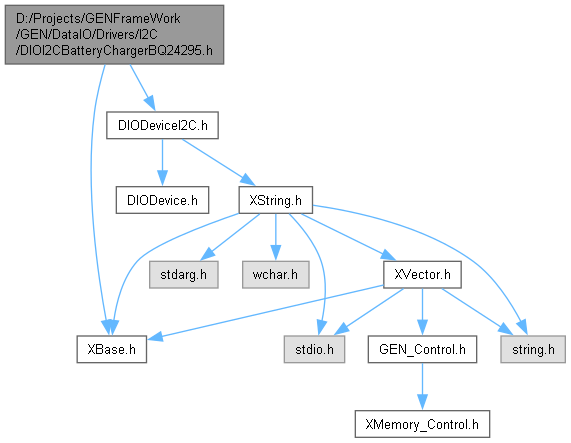 D:/Projects/GENFrameWork
/GEN/DataIO/Drivers/I2C
/DIOI2CBatteryChargerBQ24295.h
DIODeviceI2C.h
DIODevice.h
XString.h
stdarg.h
wchar.h
XVector.h
XBase.h
stdio.h
GEN_Control.h
string.h
XMemory_Control.h